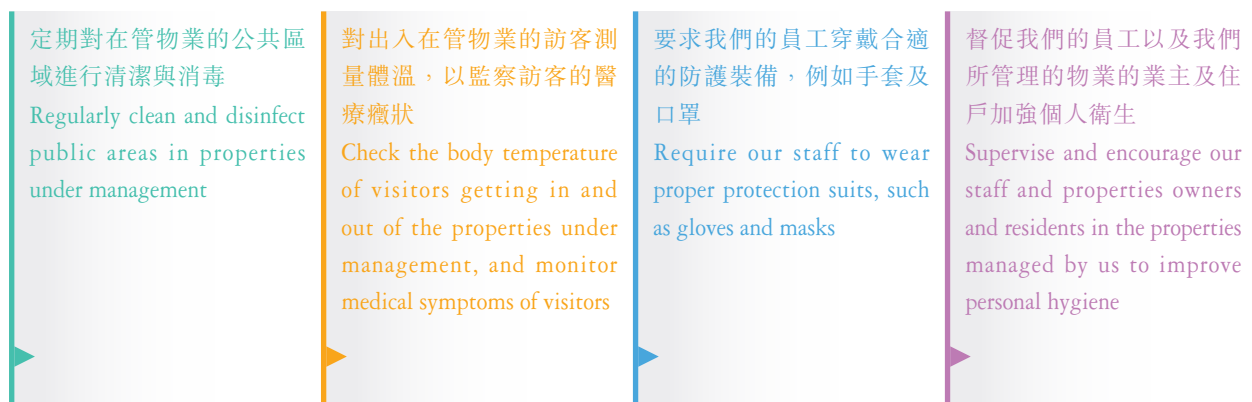 定期對在管物業的公共區
域進行清潔與消毒
Regularly clean and disinfect
public areas in properties
under management
對出入在管物業的訪客測
量體溫，以監察訪客的醫
療癥狀
Check the body temperature
of visitors getting in and
out of the properties under
management, and monitor
medical symptoms of visitors
要求我們的員工穿戴合適
的防護裝備，例如手套及
口罩
Require our staff to wear
proper protection suits, such
as gloves and masks
督促我們的員工以及我們
所管理的物業的業主及住
戶加強個人衛生
Supervise and encourage our
staff and properties owners
and residents in the properties
managed by us to improve
personal hygiene